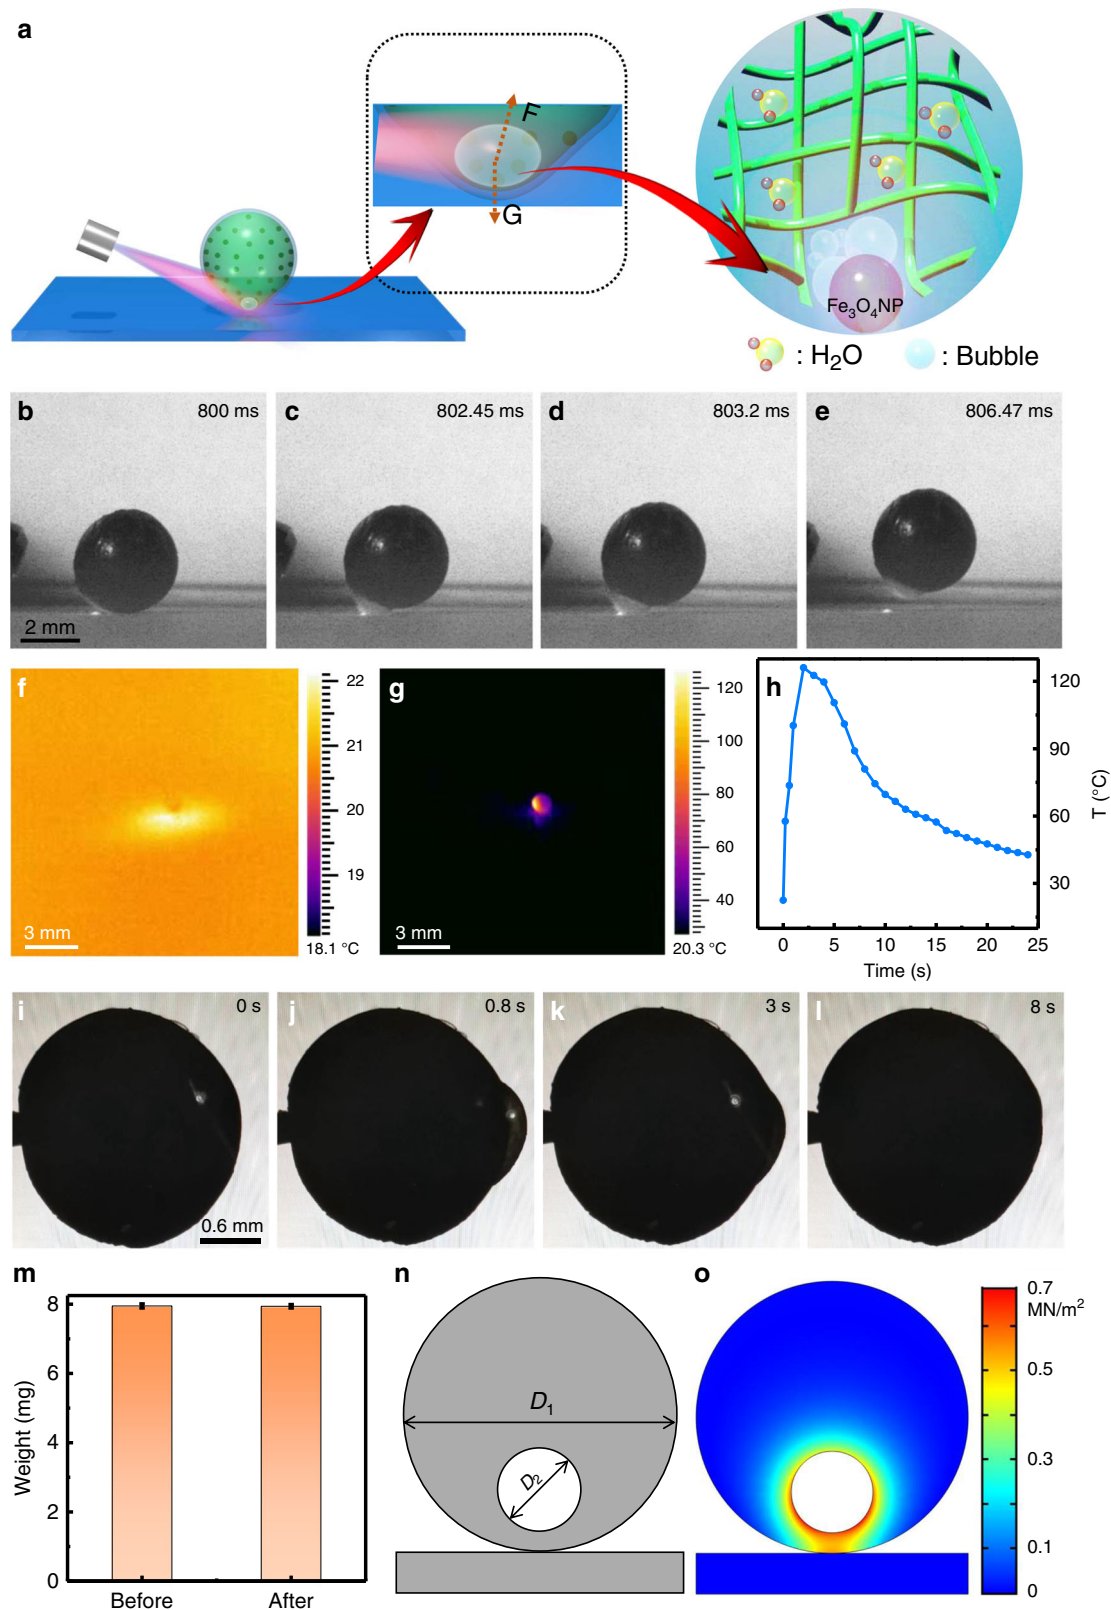 a
F
G
Fe3O4NP
: H2O
: Bubble
b
800 ms
2 mm
c
802.45 ms
d
803.2 ms
e
806.47 ms
f
3 mm
22
21
20
19
18.1 °C
g
3 mm
120
100
80
60
40
20.3 °C
h
120
90
60
30
T (°C)
0 5 10 15 20 25
Time (s)
i
0 s
0.6 mm
j
0.8 s
k
3 s
l
8 s
m
8
6
4
2
0
Weight (mg)
Before After
n
D1
D2
o
0.7
MN/m2
0.5
0.3
0.1
0